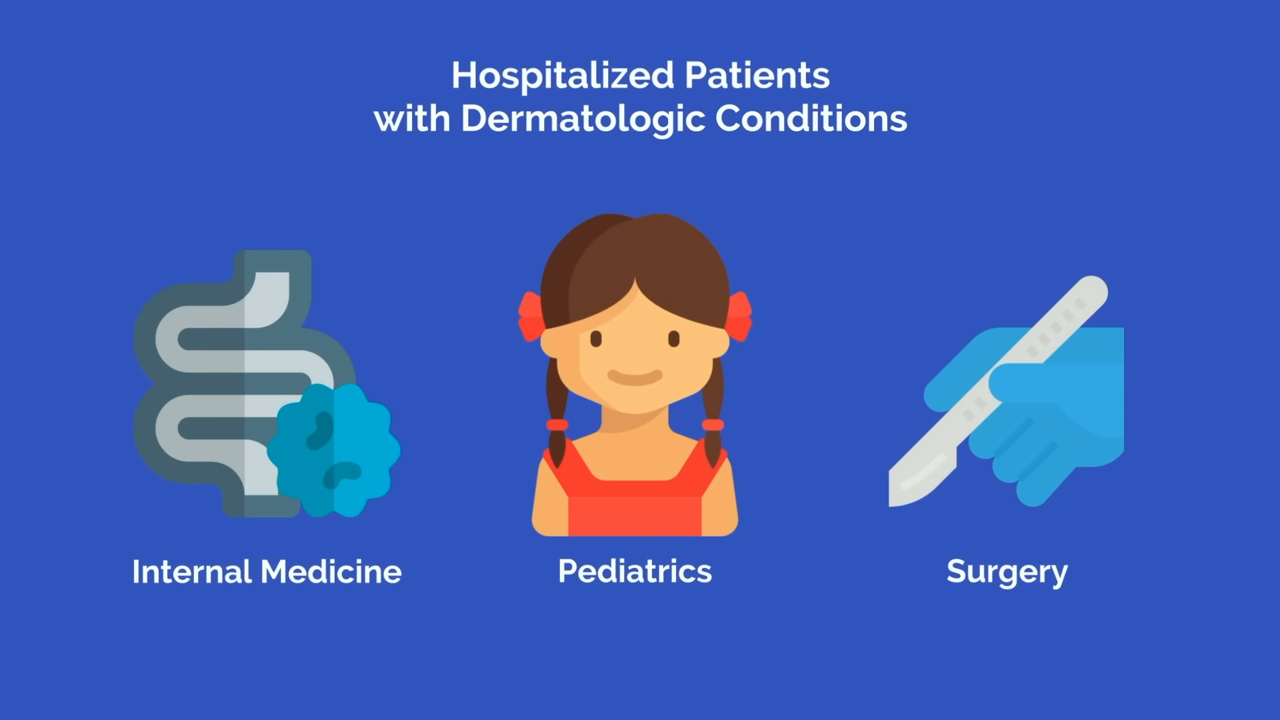 Hospitalized Patients
with Dermatologic Conditions
Internal Medicine
Pediatrics
Surgery